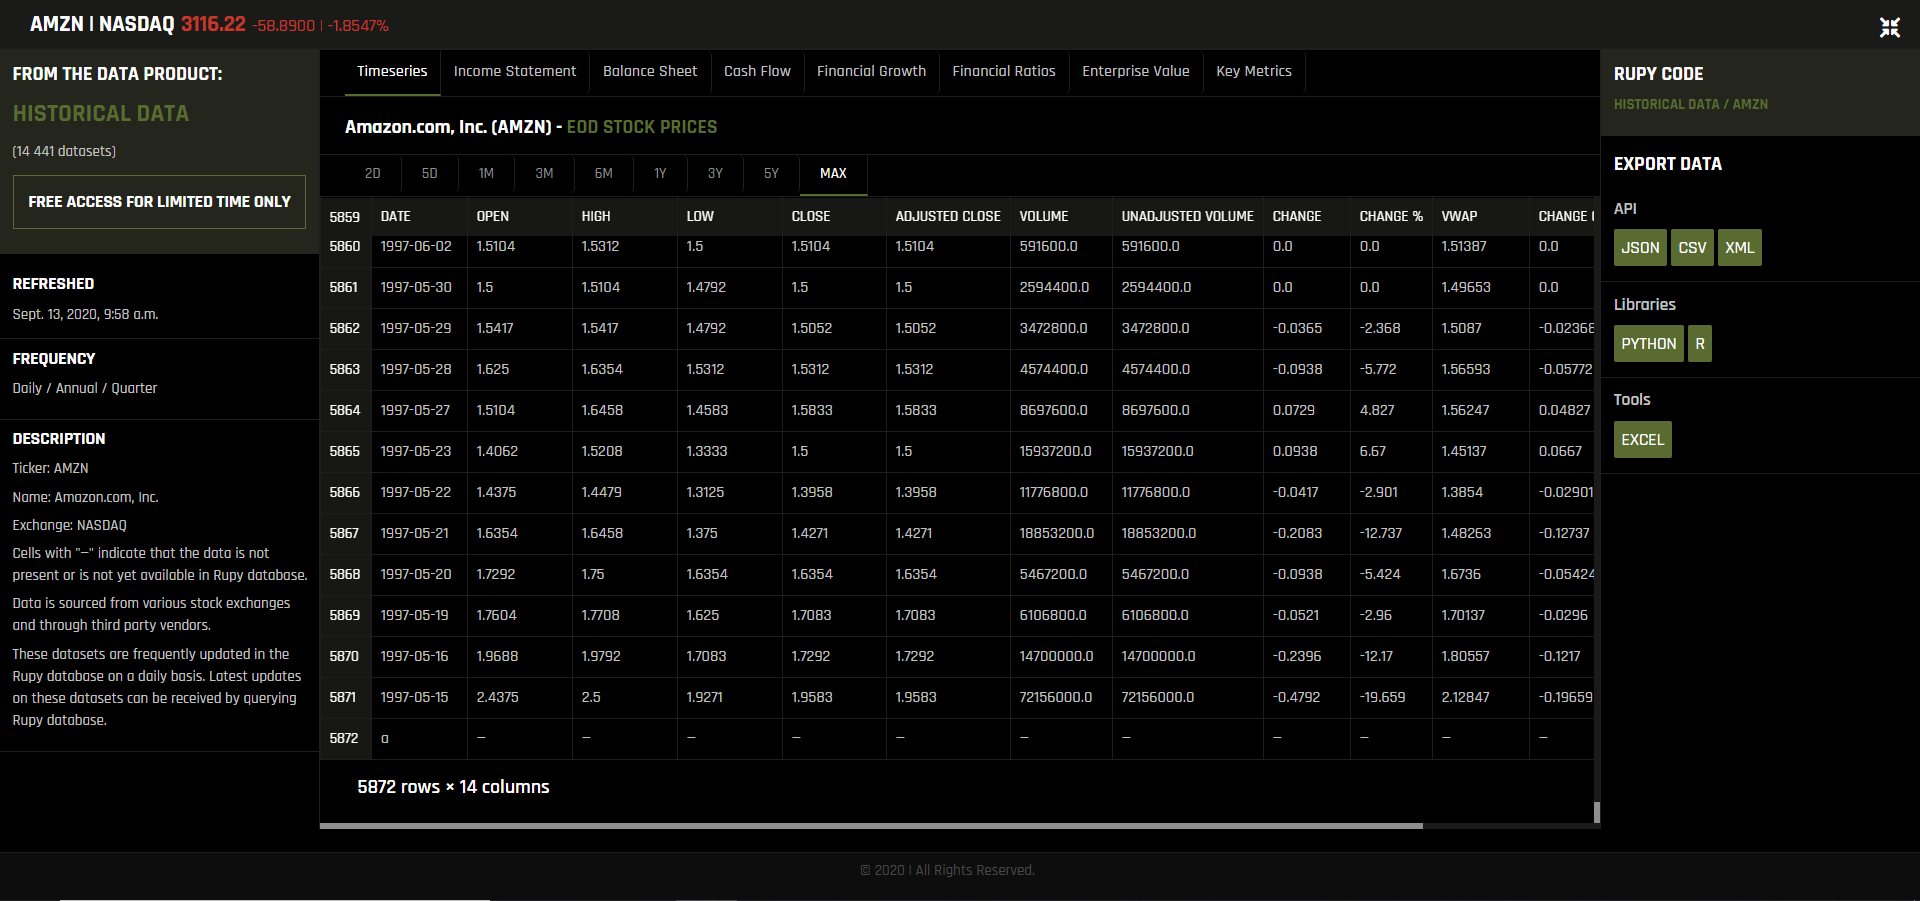 AMZN | NASDAQ 3116.22 -58.8900 | -1.8547%
FROM THE DATA PRODUCT:
HISTORICAL DATA
(14 441 datasets)
FREE ACCESS FOR LIMITED TIME ONLY
REFRESHED
Sept. 13, 2020, 9:58 a.m.
FREQUENCY
Daily / Annual / Quarter
DESCRIPTION
Ticker: AMZN
Name: Amazon.com, Inc.
Exchange: NASDAQ
Cells with "—" indicate that the data is not
present or is not yet available in Rupy database.
Data is sourced from various stock exchanges
and through third party vendors.
These datasets are frequently updated in the
Rupy database on a daily basis. Latest updates
on these datasets can be received by querying
Rupy database.
Timeseries Income Statement Balance Sheet Cash Flow Financial Growth Financial Ratios Enterprise Value Key Metrics
Amazon.com, Inc. (AMZN) - EOD STOCK PRICES
2D 5D 1M 3M 6M 1Y 3Y 5Y MAX
5859 DATE OPEN HIGH LOW CLOSE ADJUSTED CLOSE VOLUME UNADJUSTED VOLUME CHANGE CHANGE % VWAP CHANGE
5860 1997-06-02 1.5104 1.5312 1.5 1.5104 1.5104 591600.0 591600.0 0.0 0.0 1.51387 0.0
5861 1997-05-30 1.5 1.5104 1.4792 1.5 1.5 2594400.0 2594400.0 0.0 0.0 1.49653 0.0
5862 1997-05-29 1.5417 1.5417 1.4792 1.5052 1.5052 3472800.0 3472800.0 -0.0365 -2.368 1.5087 -0.02368
5863 1997-05-28 1.625 1.6354 1.5312 1.5312 1.5312 4574400.0 4574400.0 -0.0938 -5.772 1.56593 -0.05772
5864 1997-05-27 1.5104 1.6458 1.4583 1.5833 1.5833 8697600.0 8697600.0 0.0729 4.827 1.56247 0.04827
5865 1997-05-23 1.4062 1.5208 1.3333 1.5 1.5 15937200.0 15937200.0 0.0938 6.67 1.45137 0.0667
5866 1997-05-22 1.4375 1.4479 1.3125 1.3958 1.3958 11776800.0 11776800.0 -0.0417 -2.901 1.3854 -0.02901
5867 1997-05-21 1.6354 1.6458 1.375 1.4271 1.4271 18853200.0 18853200.0 -0.2083 -12.737 1.48263 -0.12737
5868 1997-05-20 1.7292 1.75 1.6354 1.6354 1.6354 5467200.0 5467200.0 -0.0938 -5.424 1.6736 -0.05424
5869 1997-05-19 1.7604 1.7708 1.625 1.7083 1.7083 6106800.0 6106800.0 -0.0521 -2.96 1.70137 -0.0296
5870 1997-05-16 1.9688 1.9792 1.7083 1.7292 1.7292 14700000.0 14700000.0 -0.2396 -12.17 1.80557 -0.1217
5871 1997-05-15 2.4375 2.5 1.9271 1.9583 1.9583 72156000.0 72156000.0 -0.4792 -19.659 2.12847 -0.19659
5872 a — — — — — — — — — — —
5872 rows × 14 columns
RUPY CODE
HISTORICAL DATA / AMZN
EXPORT DATA
API
JSON CSV XML
Libraries
PYTHON R
Tools
EXCEL
© 2020 | All Rights Reserved.